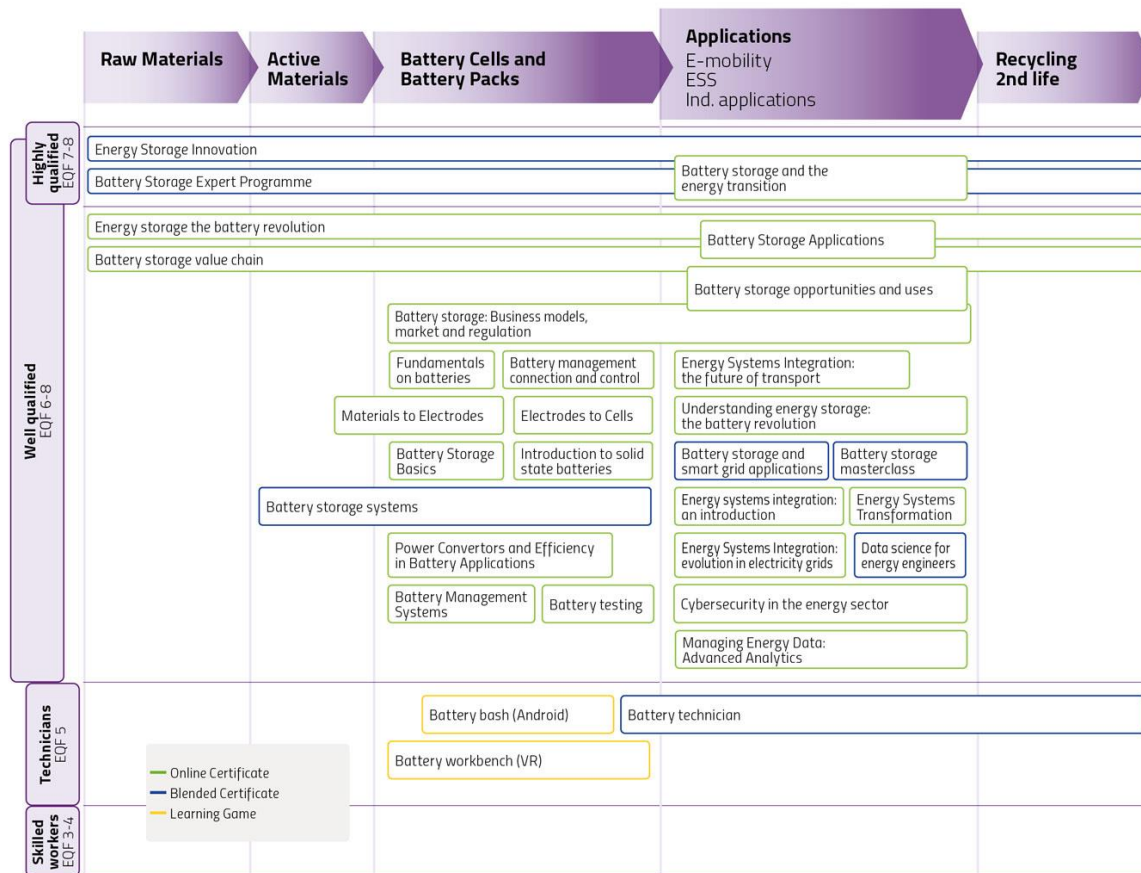 Raw Materials
Active
Materials
Battery Cells and
Battery Packs
Applications
E-mobility
ESS
Ind. applications
Recycling
2nd life
Highly
qualified
EQF 7-8
Energy Storage Innovation
Battery Storage Expert Programme
Battery storage and the
energy transition
Well qualified
EQF 6-8
Energy storage the battery revolution
Battery Storage Applications
Battery storage value chain
Battery storage opportunities and uses
Battery storage: Business models,
market and regulation
Fundamentals
on batteries
Battery management
connection and control
Energy Systems Integration:
the future of transport
Materials to Electrodes
Electrodes to Cells
Understanding energy storage:
the battery revolution
Battery Storage
Basics
Introduction to solid
state batteries
Battery storage and
smart grid applications
Battery storage
masterclass
Battery storage systems
Energy systems integration:
an introduction
Energy Systems
Transformation
Power Convertors and Efficiency
in Battery Applications
Energy Systems Integration:
evolution in electricity grids
Data science for
energy engineers
Battery Management
Systems
Battery testing
Cybersecurity in the energy sector
Managing Energy Data:
Advanced Analytics
Technicians
EQF 5
Battery bash (Android)
Battery technician
Battery workbench (VR)
Online Certificate
Blended Certificate
Learning Game
Skilled
workers
EQF 3-4